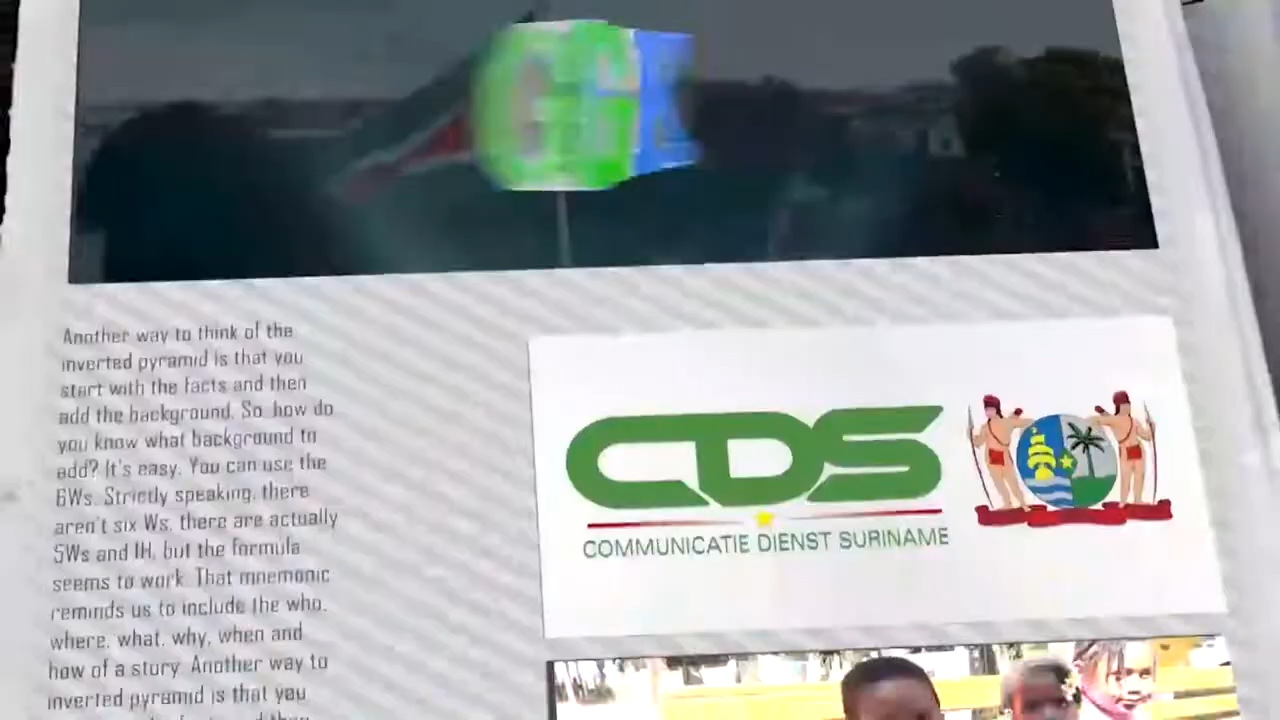 Another way to think of the
inverted pyramid is that you
start with the facts and then
add the background. So, how do
you know what background to
add? It's easy. You can use the
6Ws. Strictly speaking, there
aren't six Ws, there are actually
5Ws and 1H, but the formula
seems to work. That mnemonic
reminds us to include the who,
where, what, why, when and
how of a story. Another way to
inverted pyramid is that you
CDS
COMMUNICATIE DIENST SURINAME